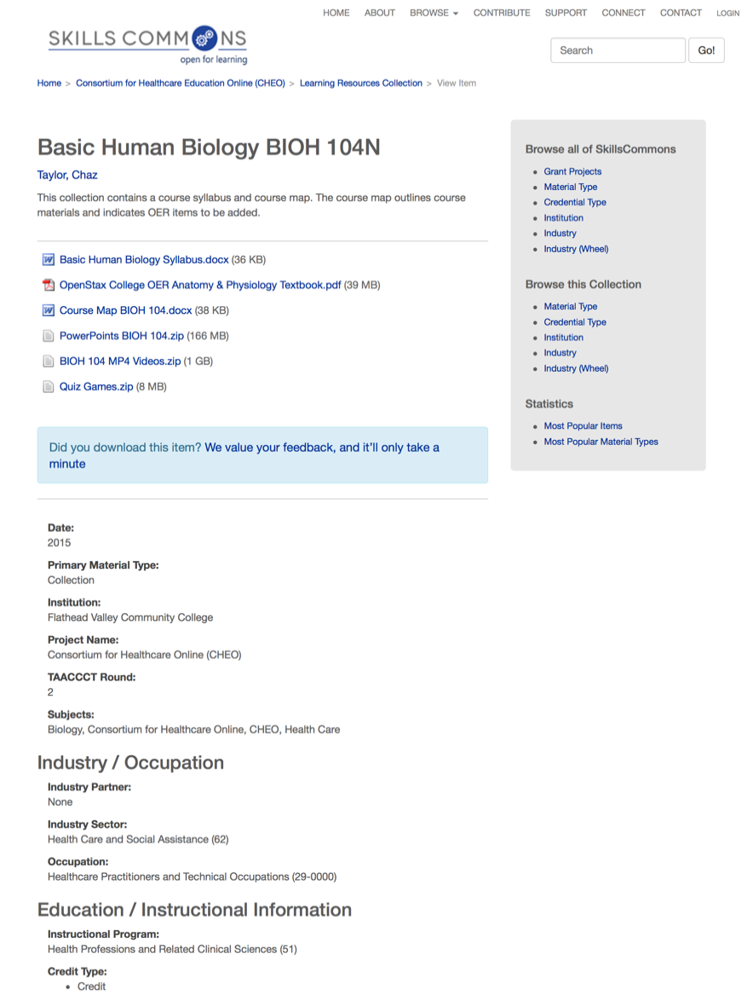 HOME ABOUT BROWSE CONTRIBUTE SUPPORT CONNECT CONTACT LOGIN
SKILLS COMMONS
open for learning
Search Go!
Home > Consortium for Healthcare Education Online (CHEO) > Learning Resources Collection > View Item
Basic Human Biology BIOH 104N
Taylor, Chaz
This collection contains a course syllabus and course map. The course map outlines course
materials and indicates OER items to be added.
Basic Human Biology Syllabus.docx (36 KB)
OpenStax College OER Anatomy & Physiology Textbook.pdf (39 MB)
Course Map BIOH 104.docx (38 KB)
PowerPoints BIOH 104.zip (166 MB)
BIOH 104 MP4 Videos.zip (1 GB)
Quiz Games.zip (8 MB)
Did you download this item? We value your feedback, and it'll only take a
minute
Date:
2015
Primary Material Type:
Collection
Institution:
Flathead Valley Community College
Project Name:
Consortium for Healthcare Online (CHEO)
TAACCCT Round:
2
Subjects:
Biology, Consortium for Healthcare Online, CHEO, Health Care
Industry / Occupation
Industry Partner:
None
Industry Sector:
Health Care and Social Assistance (62)
Occupation:
Healthcare Practitioners and Technical Occupations (29-0000)
Education / Instructional Information
Instructional Program:
Health Professions and Related Clinical Sciences (51)
Credit Type:
• Credit
Browse all of SkillsCommons
• Grant Projects
• Material Type
• Credential Type
• Institution
• Industry
• Industry (Wheel)
Browse this Collection
• Material Type
• Credential Type
• Institution
• Industry
• Industry (Wheel)
Statistics
• Most Popular Items
• Most Popular Material Types